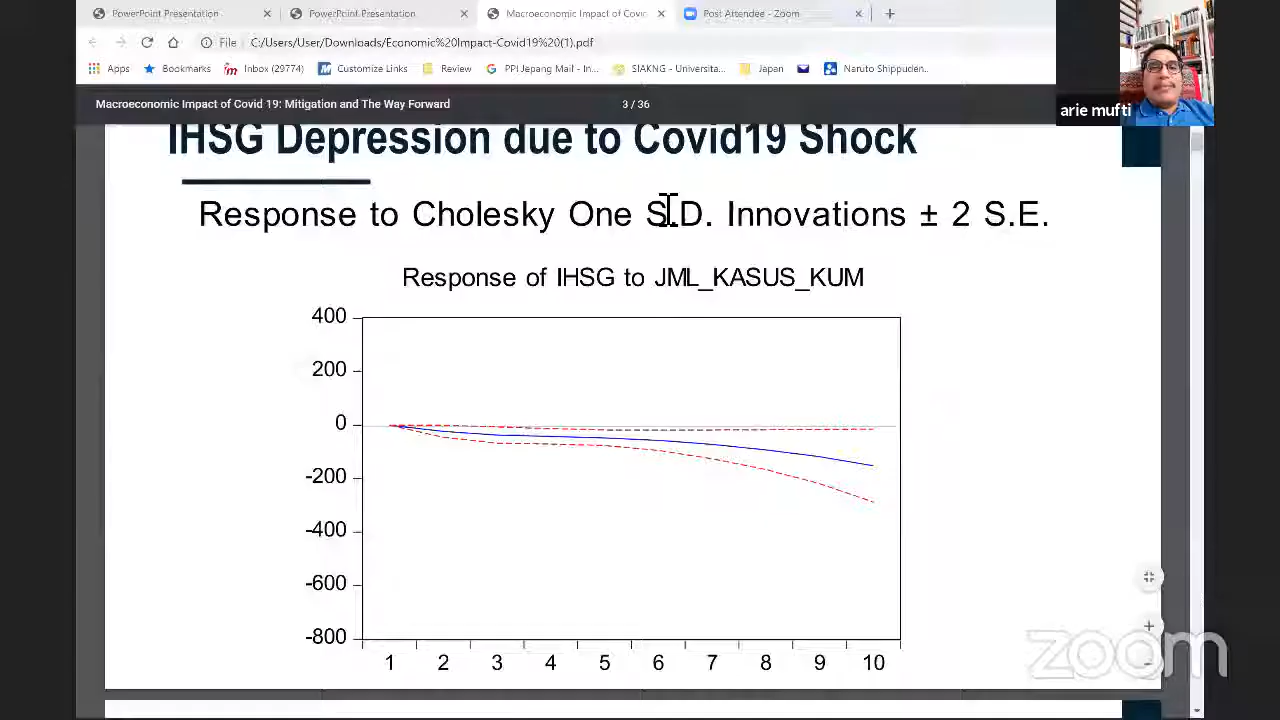 PowerPoint Presentation
PowerPoint Presentation
Macroeconomic Impact of Covid
Post Attendee - Zoom
File C:/Users/User/Downloads/Economic%20Impact-Covid19%20(1).pdf
Apps Bookmarks Inbox (29774) Customize Links PPI Jepang Mail - In... SIAKNG - Universita... Japan Naruto Shippuden...
Macroeconomic Impact of Covid 19: Mitigation and The Way Forward
3 / 36
arie mufti
IHSG Depression due to Covid19 Shock
Response to Cholesky One S.D. Innovations ± 2 S.E.
Response of IHSG to JML_KASUS_KUM
400
200
0
-200
-400
-600
-800
1 2 3 4 5 6 7 8 9 10
zoom